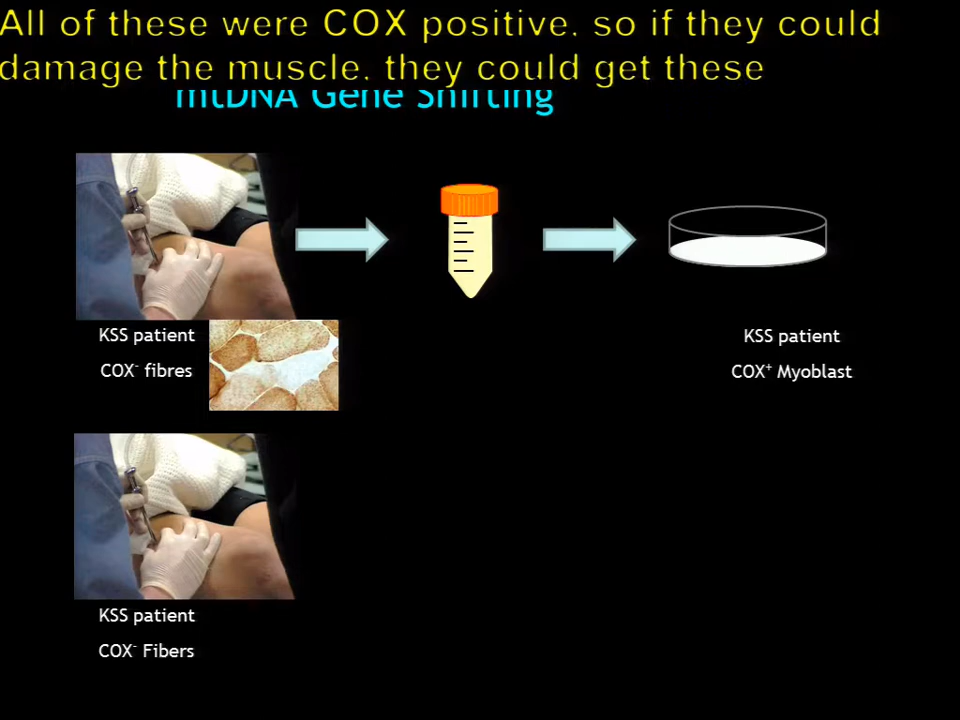 All of these were COX positive, so if they could
damage the muscle, they could get these
mtDNA Gene Shifting
KSS patient
COX⁻ fibres
KSS patient
COX⁺ Myoblast
KSS patient
COX⁻ Fibers